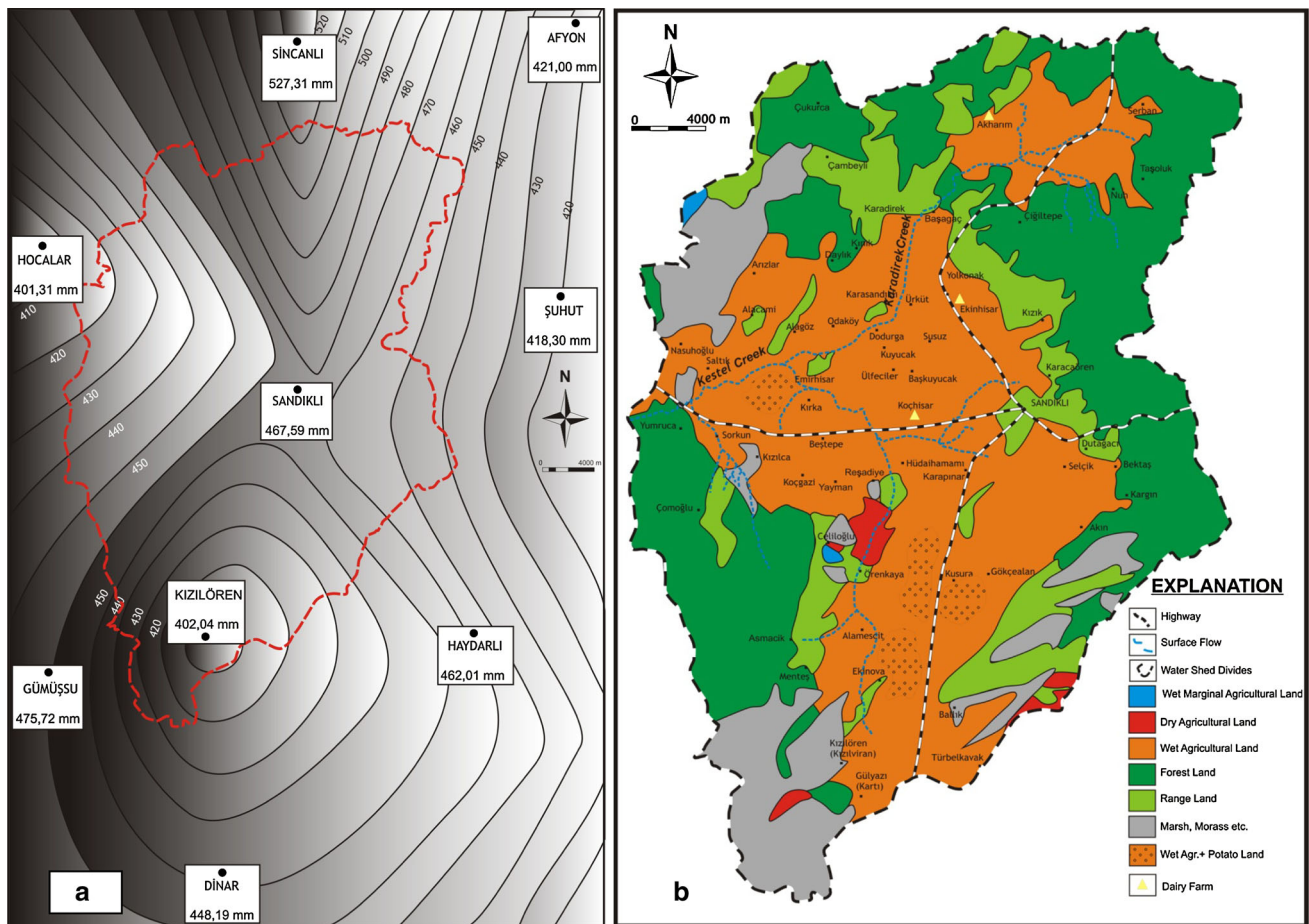 SİNCANLI
527,31 mm
AFYON
421,00 mm
520
510
500
490
480
470
460
450
440
430
420
HOCALAR
401,31 mm
410
420
430
440
450
ŞUHUT
418,30 mm
N
0 4000 m
SANDIKLI
467,59 mm
KIZILÖREN
402,04 mm
450
440
430
420
GÜMÜŞSU
475,72 mm
HAYDARLI
462,01 mm
DİNAR
448,19 mm
a
N
0 4000 m
Çukurca
Akharım
Serban
Çambeyli
Taşoluk
Nuh
Karadirek
Başağaç
Çiğiltepe
Kınık
Daylık
Karadirek Creek
Arızlar
Yolkonak
Karasandıklı
Ürküt
Ekinhisar
Alacami
Alagöz
Odaköy
Kızık
Dodurga
Susuz
Nasuhoğlu
Saltık
Kestel Creek
Kuyucak
Emirhisar
Ülfeciler
Başkuyucak
Karacaören
Kırka
Koçhisar
SANDIKLI
Yumruca
Sorkun
Beştepe
Dutağacı
Kızılca
Hüdaihamamı
Selçik
Bektaş
Koçgazi
Yayman
Reşadiye
Karapınar
Kargın
Çomoğlu
Akın
Celiloğlu
Örenkaya
Kusura
Gökçealan
Asmacik
Alamescit
Menteş
Ekinova
Ballık
Kızılören
(Kızılviran)
Türbelkavak
Gülyazı
(Kartı)
EXPLANATION
Highway
Surface Flow
Water Shed Divides
Wet Marginal Agricultural Land
Dry Agricultural Land
Wet Agricultural Land
Forest Land
Range Land
Marsh, Morass etc.
Wet Agr.+ Potato Land
Dairy Farm
b